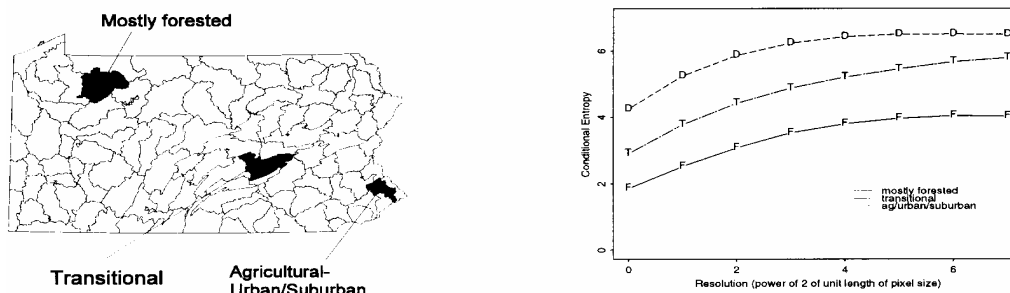 Mostly forested
Transitional
Agricultural-
Urban/Suburban
Conditional Entropy
6
4
2
0
D D D D D D D D
T T T T T T T T
F F F F F F F F
mostly forested
transitional
ag/urban/suburban
0 2 4 6
Resolution (power of 2 of unit length of pixel size)